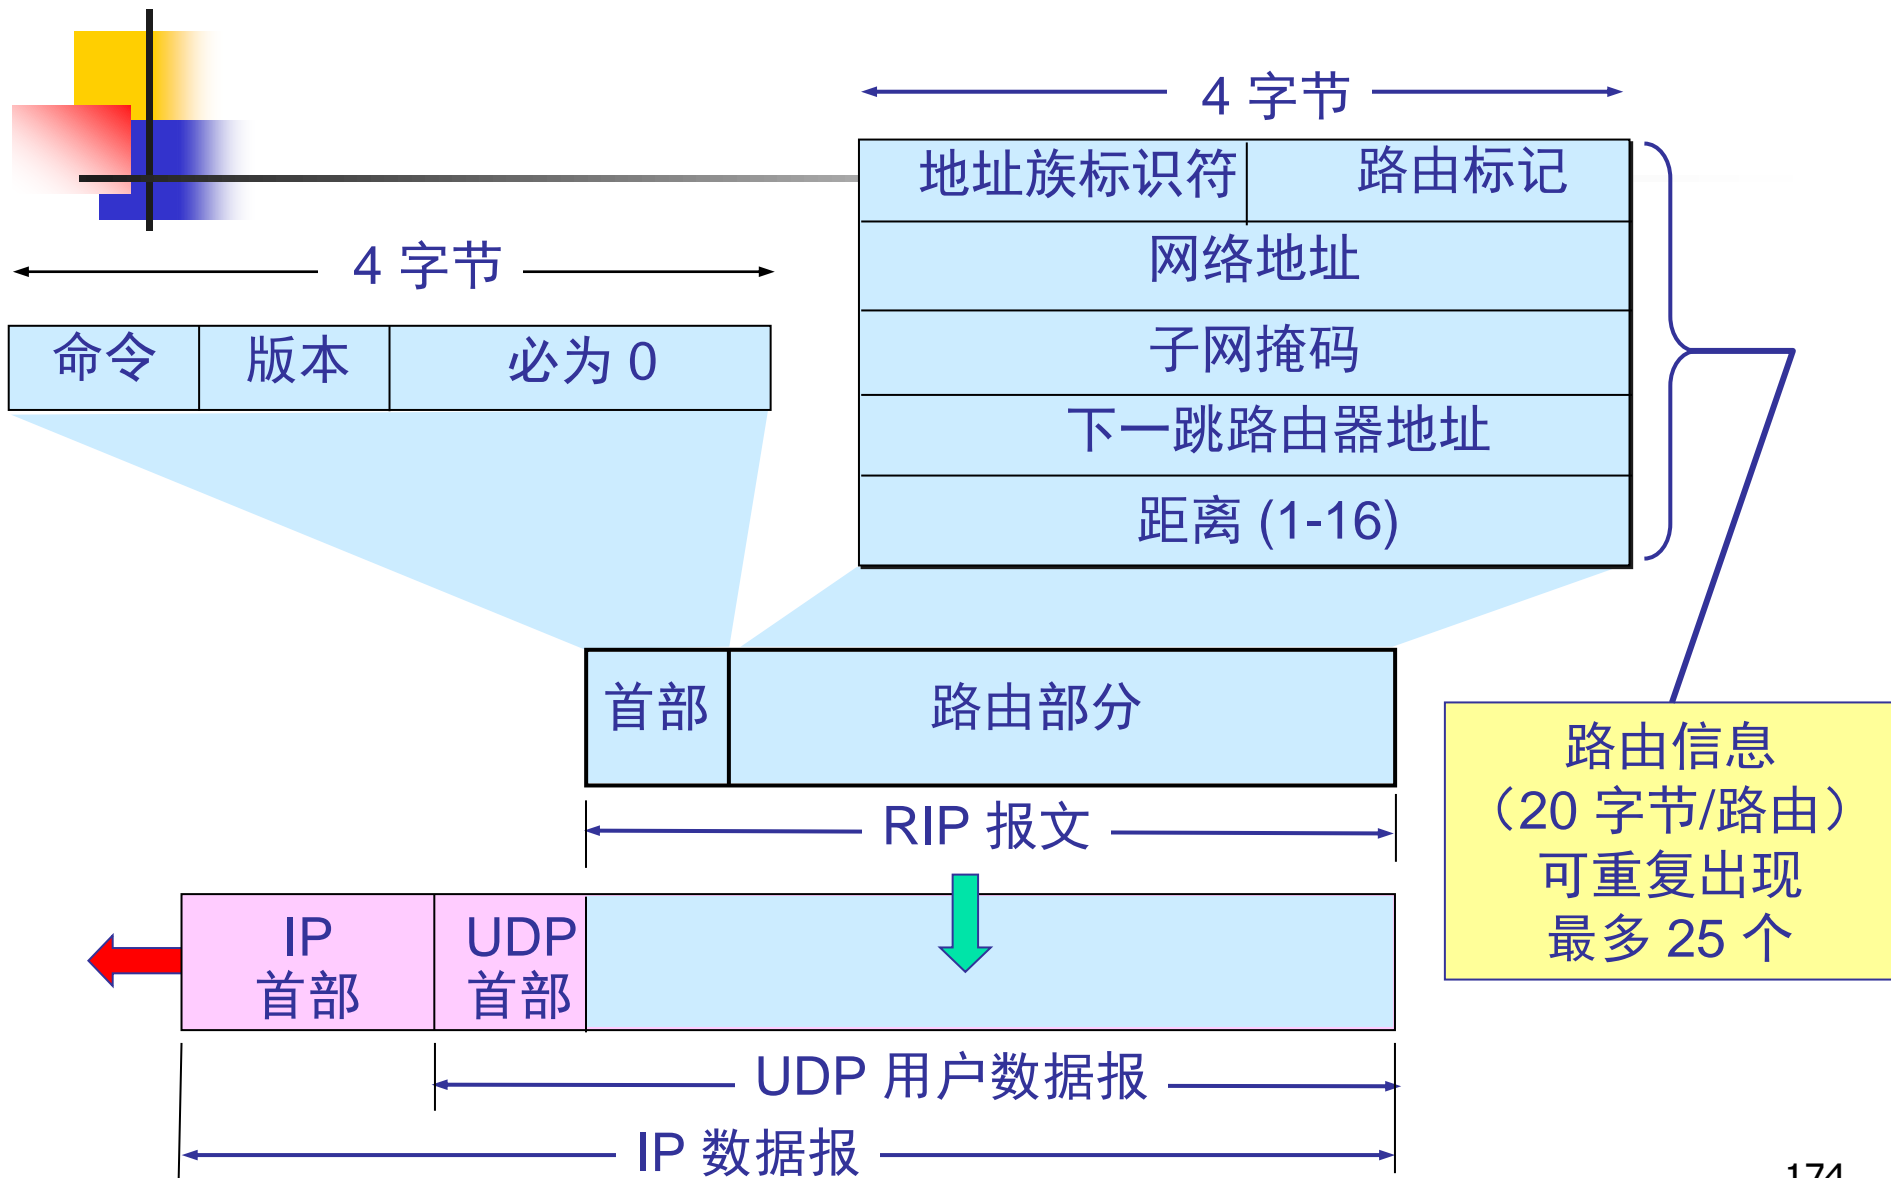 4 字节
地址族标识符 路由标记
网络地址
子网掩码
下一跳路由器地址
距离 (1-16)
4 字节
命令 版本 必为 0
首部 路由部分
RIP 报文
路由信息
（20 字节/路由）
可重复出现
最多 25 个
IP
首部
UDP
首部
UDP 用户数据报
IP 数据报
174